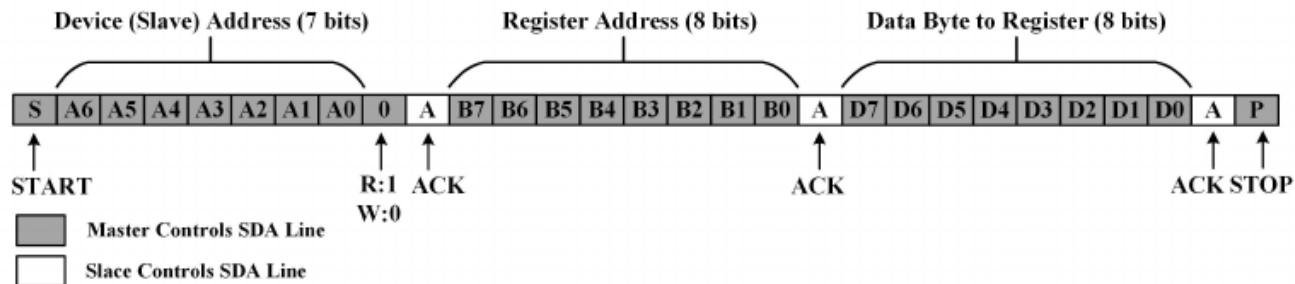 Device (Slave) Address (7 bits) Register Address (8 bits) Data Byte to Register (8 bits)
S A6 A5 A4 A3 A2 A1 A0 0 A B7 B6 B5 B4 B3 B2 B1 B0 A D7 D6 D5 D4 D3 D2 D1 D0 A P
START R:1 ACK ACK ACK STOP
W:0
Master Controls SDA Line
Slace Controls SDA Line